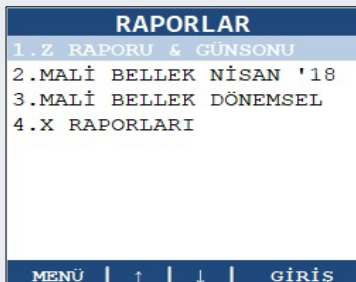 RAPORLAR
1.Z RAPORU & GÜNSONU
2.MALİ BELLEK NİSAN '18
3.MALİ BELLEK DÖNEMSEL
4.X RAPORLARI
MENÜ | ↑ | ↓ | GİRİS